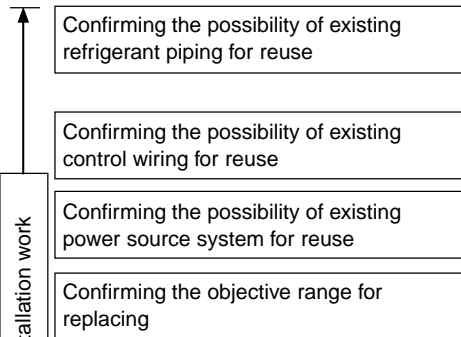 Confirming the possibility of existing
refrigerant piping for reuse
Confirming the possibility of existing
control wiring for reuse
Confirming the possibility of existing
power source system for reuse
Confirming the objective range for
replacing
allation work